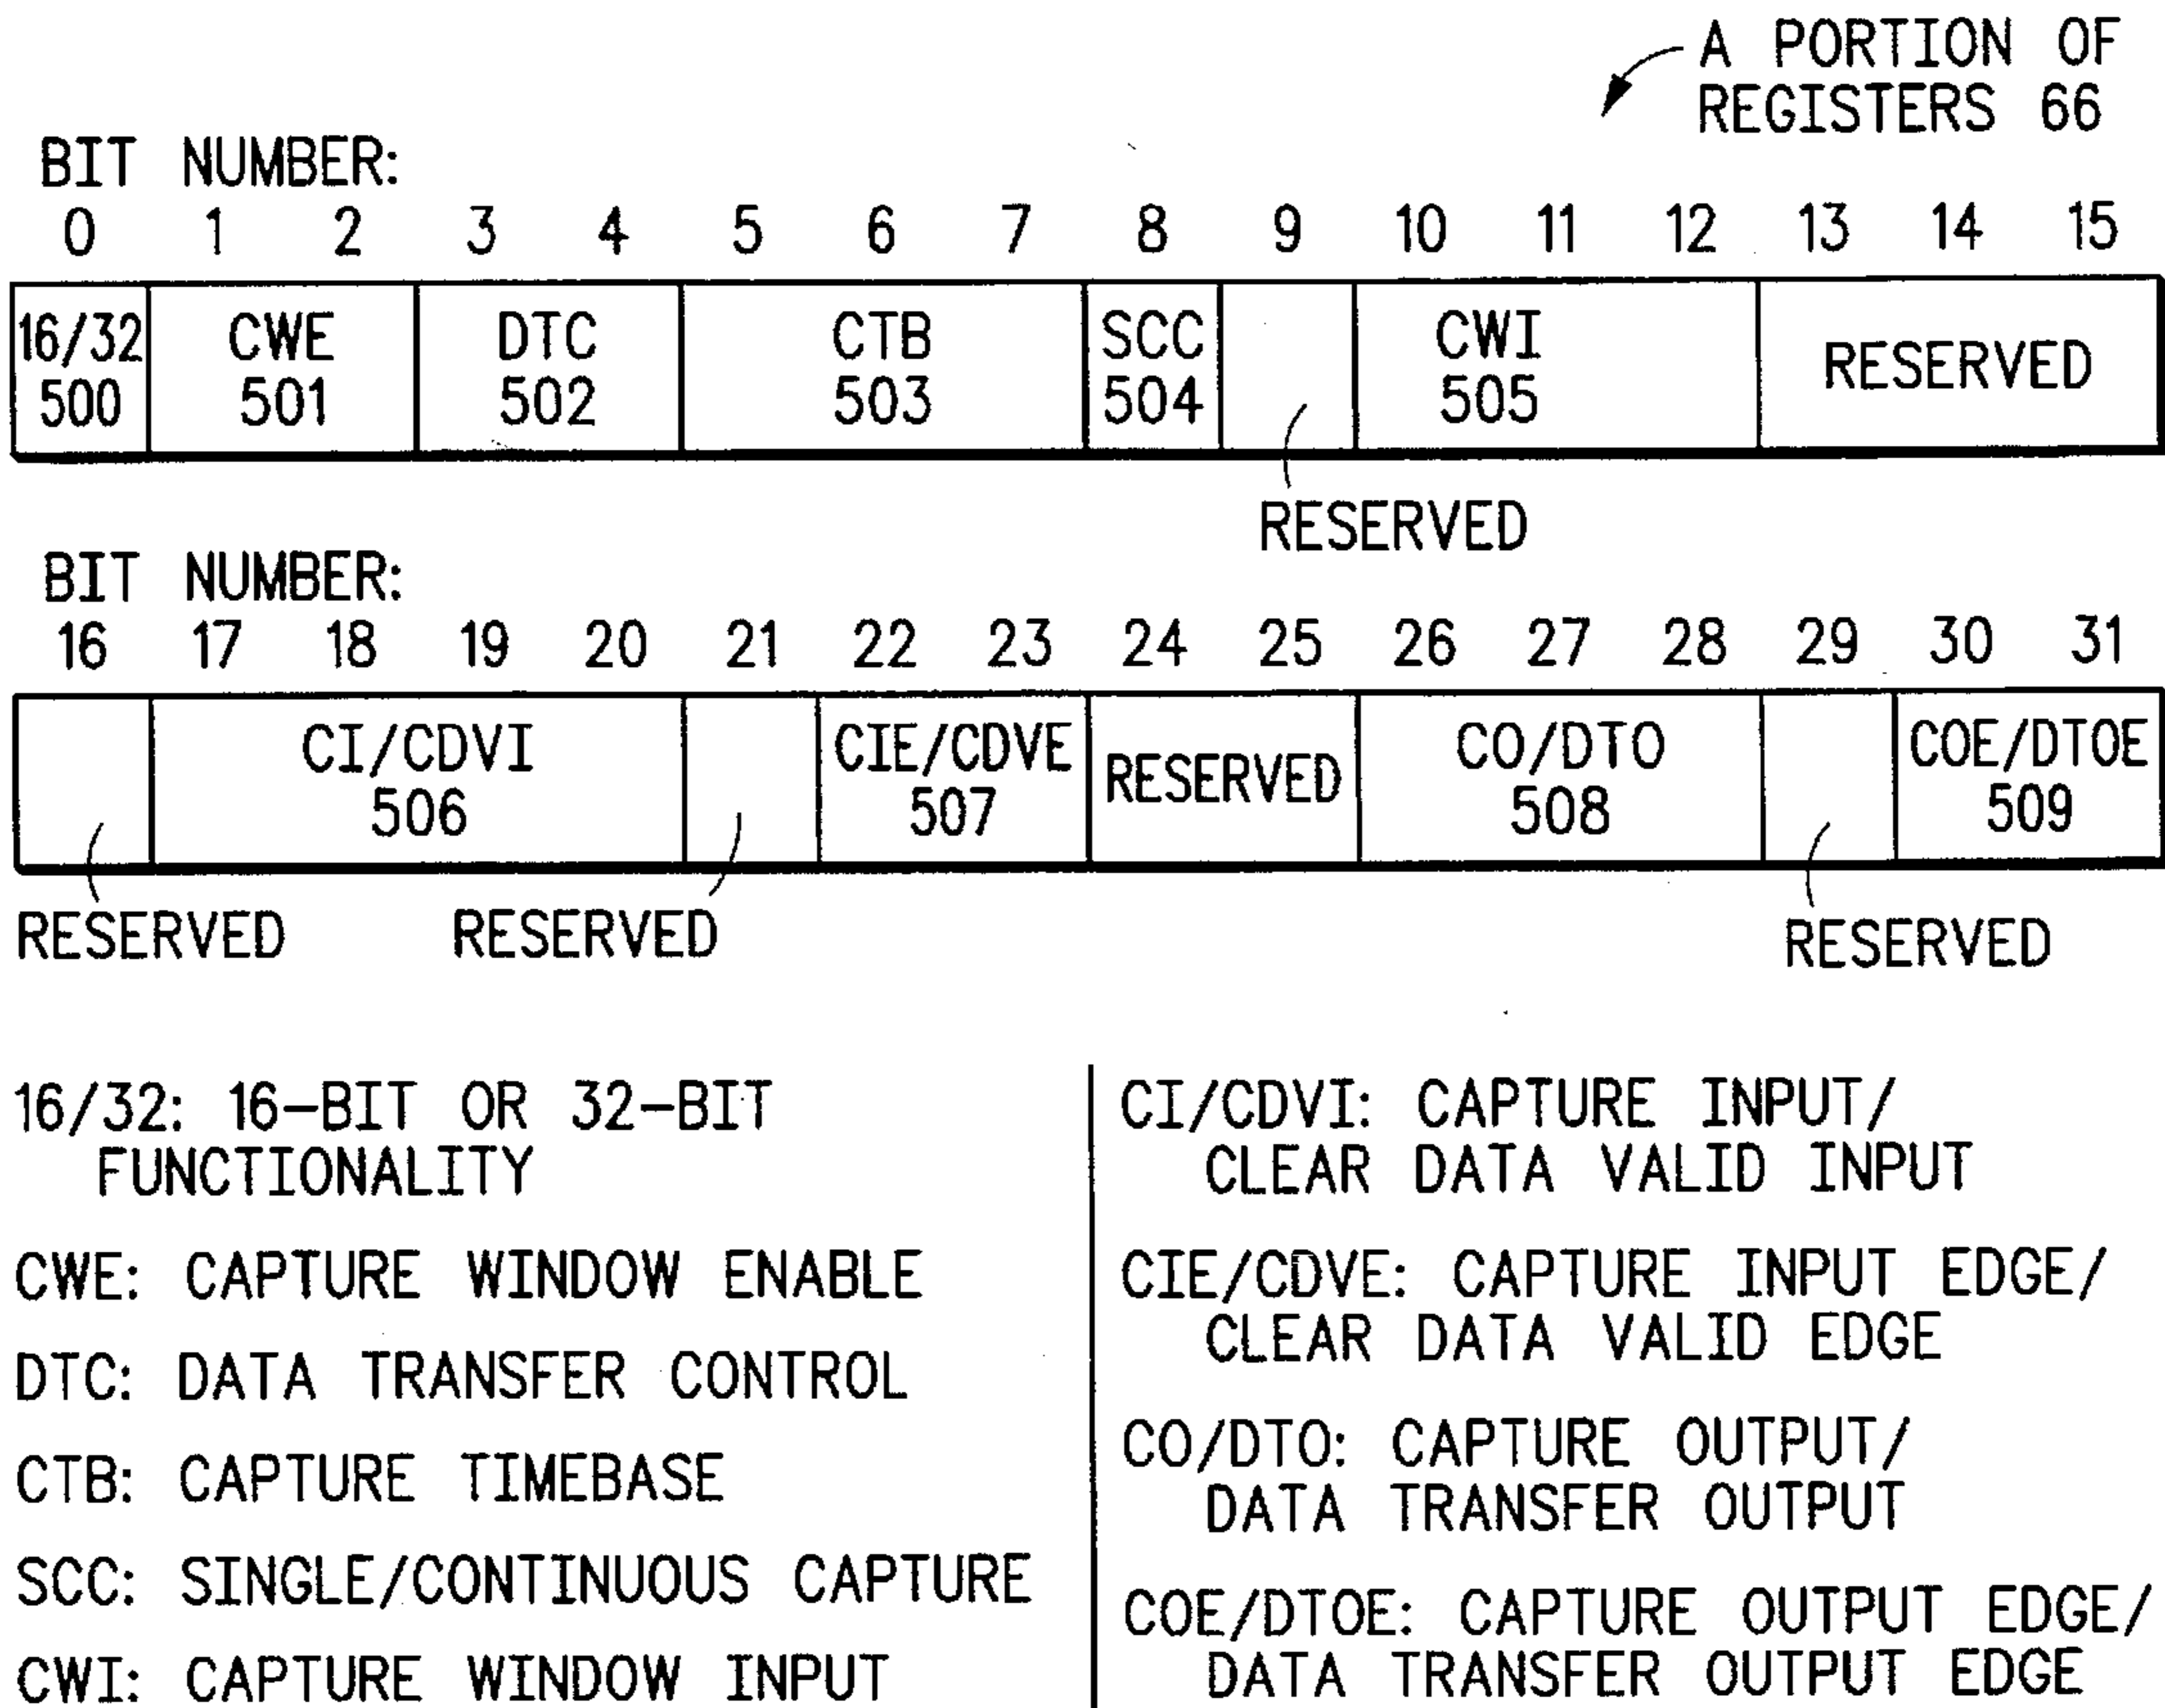 A PORTION OF
REGISTERS 66
BIT NUMBER:
0 1 2 3 4 5 6 7 8 9 10 11 12 13 14 15
16/32 CWE DTC CTB SCC CWI RESERVED
500 501 502 503 504 505
RESERVED
BIT NUMBER:
16 17 18 19 20 21 22 23 24 25 26 27 28 29 30 31
CI/CDVI CIE/CDVE RESERVED CO/DTO COE/DTOE
506 507 508 509
RESERVED RESERVED RESERVED
16/32: 16-BIT OR 32-BIT
FUNCTIONALITY
CWE: CAPTURE WINDOW ENABLE
DTC: DATA TRANSFER CONTROL
CTB: CAPTURE TIMEBASE
SCC: SINGLE/CONTINUOUS CAPTURE
CWI: CAPTURE WINDOW INPUT
CI/CDVI: CAPTURE INPUT/
CLEAR DATA VALID INPUT
CIE/CDVE: CAPTURE INPUT EDGE/
CLEAR DATA VALID EDGE
CO/DTO: CAPTURE OUTPUT/
DATA TRANSFER OUTPUT
COE/DTOE: CAPTURE OUTPUT EDGE/
DATA TRANSFER OUTPUT EDGE